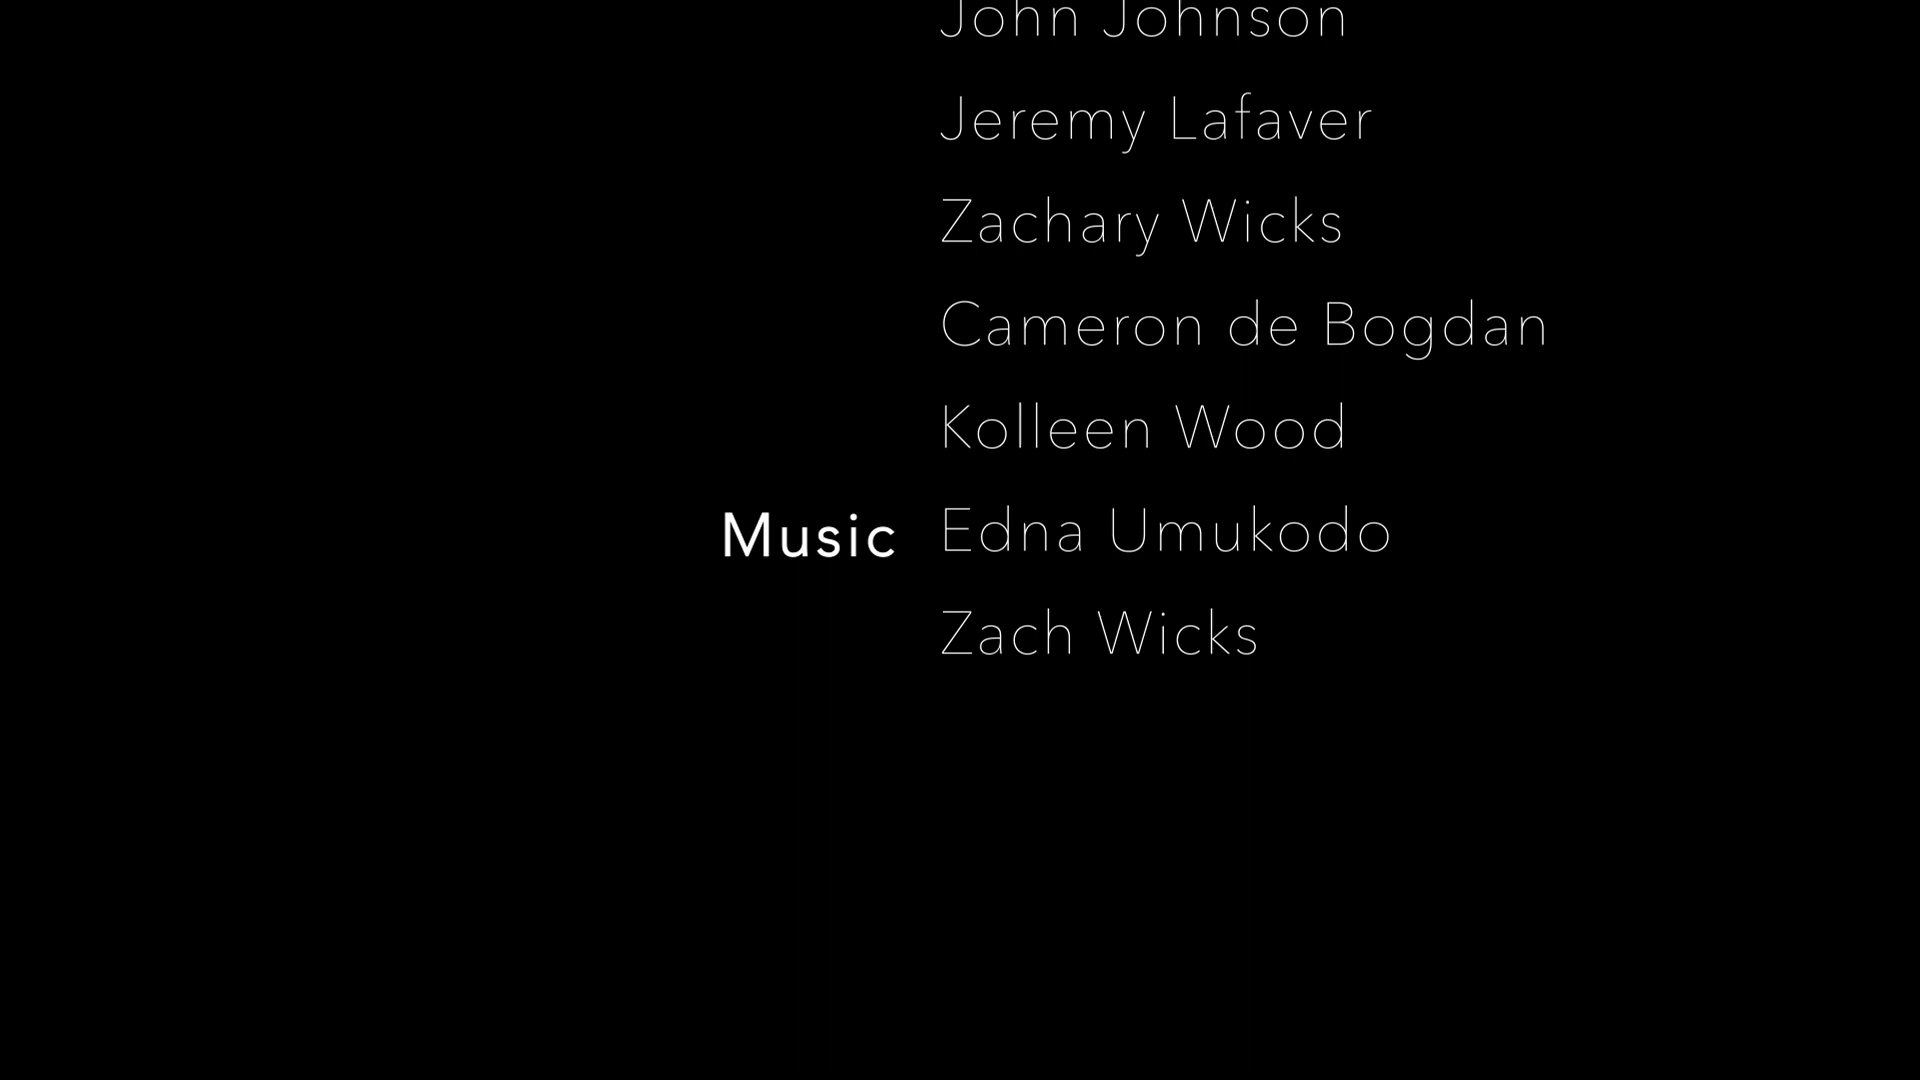 John Johnson
Jeremy Lafaver
Zachary Wicks
Cameron de Bogdan
Kolleen Wood
Music Edna Umukodo
Zach Wicks